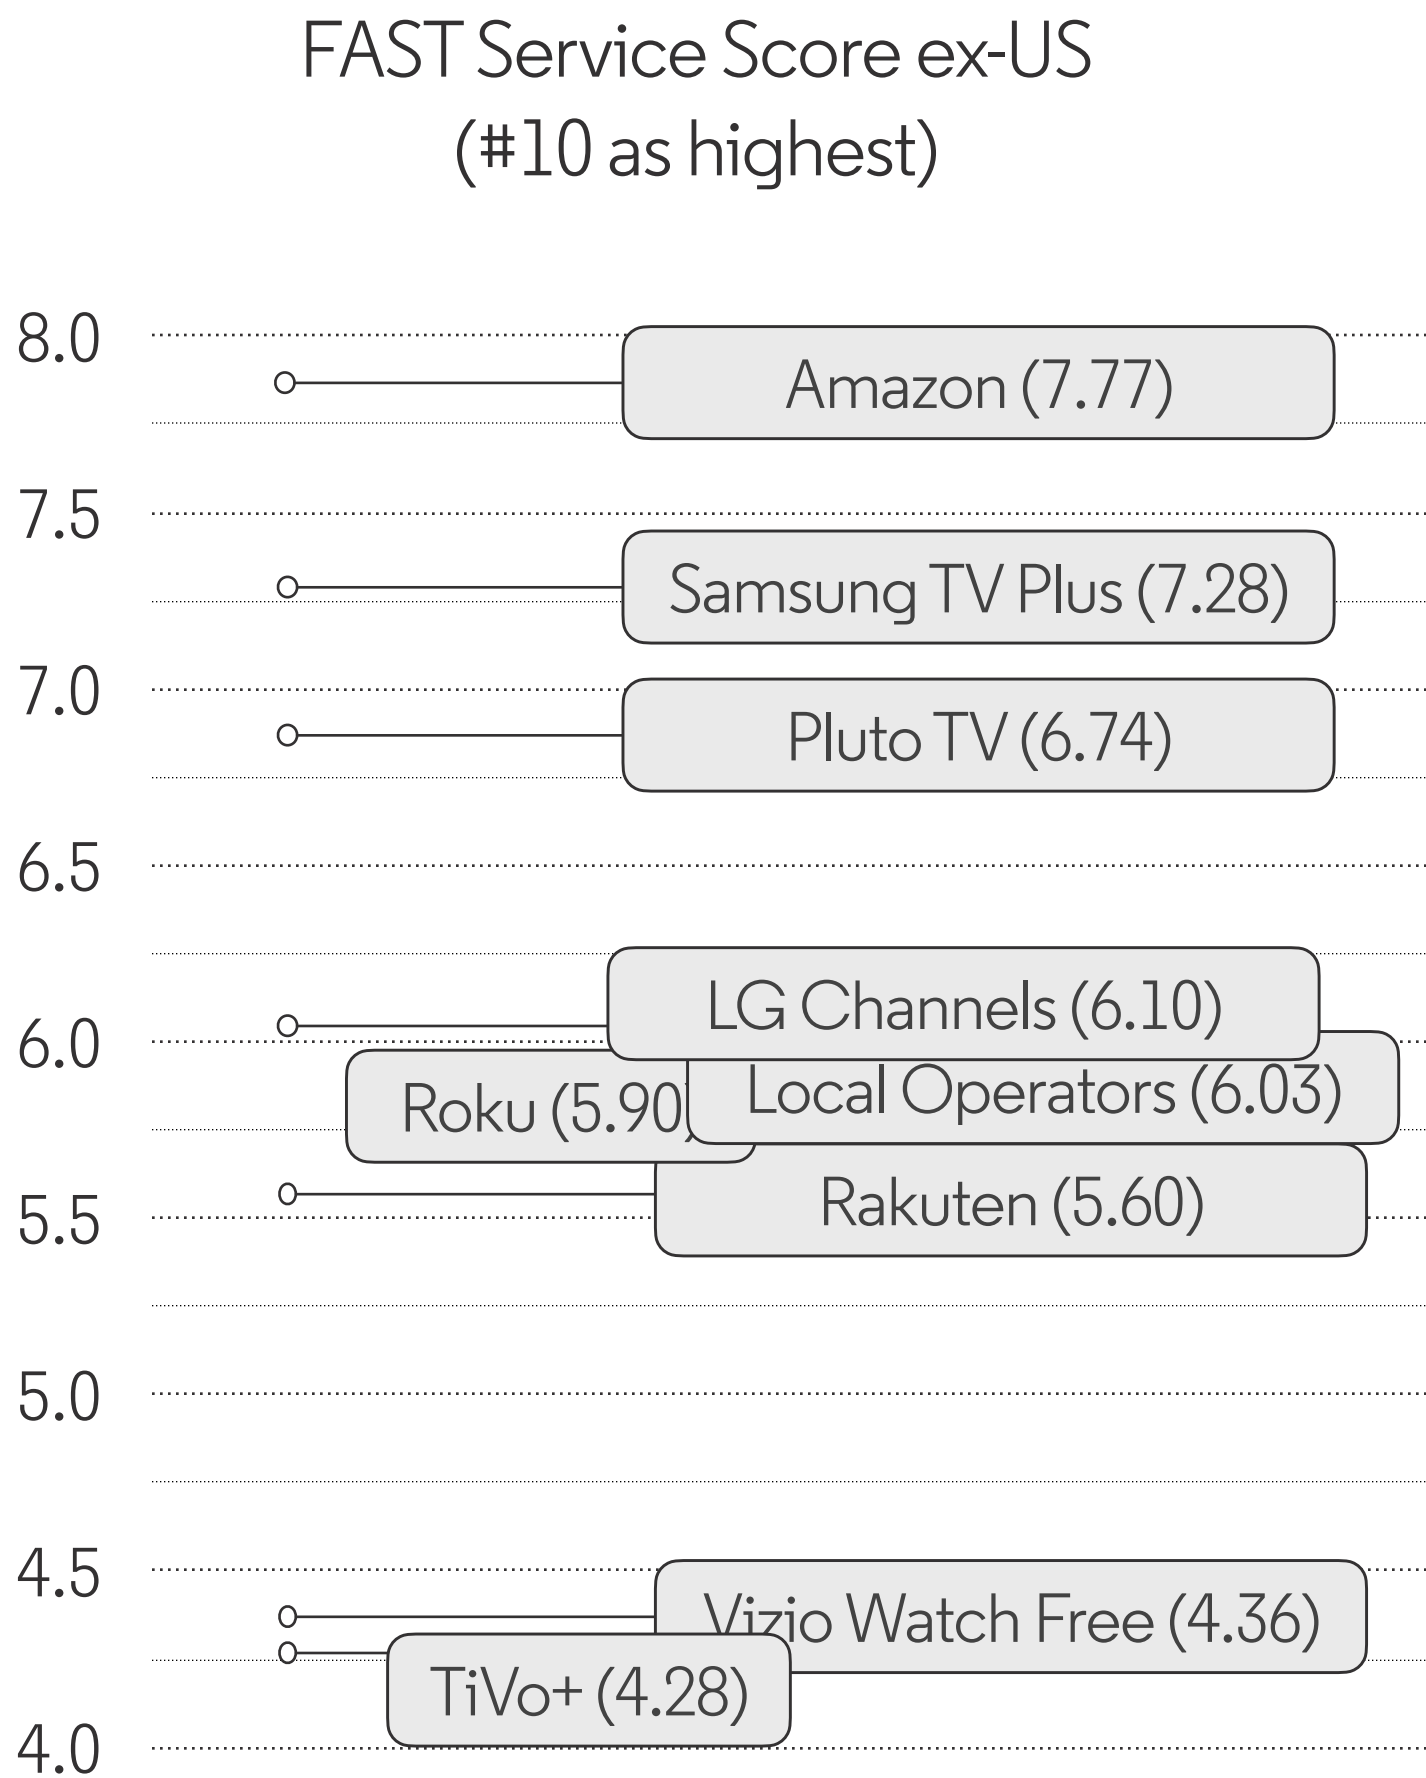 FAST Service Score ex-US
(#10 as highest)
8.0
Amazon (7.77)
7.5
Samsung TV Plus (7.28)
7.0
Pluto TV (6.74)
6.5
LG Channels (6.10)
6.0
Local Operators (6.03)
Roku (5.90)
Rakuten (5.60)
5.5
5.0
4.5
Vizio Watch Free (4.36)
TiVo+ (4.28)
4.0